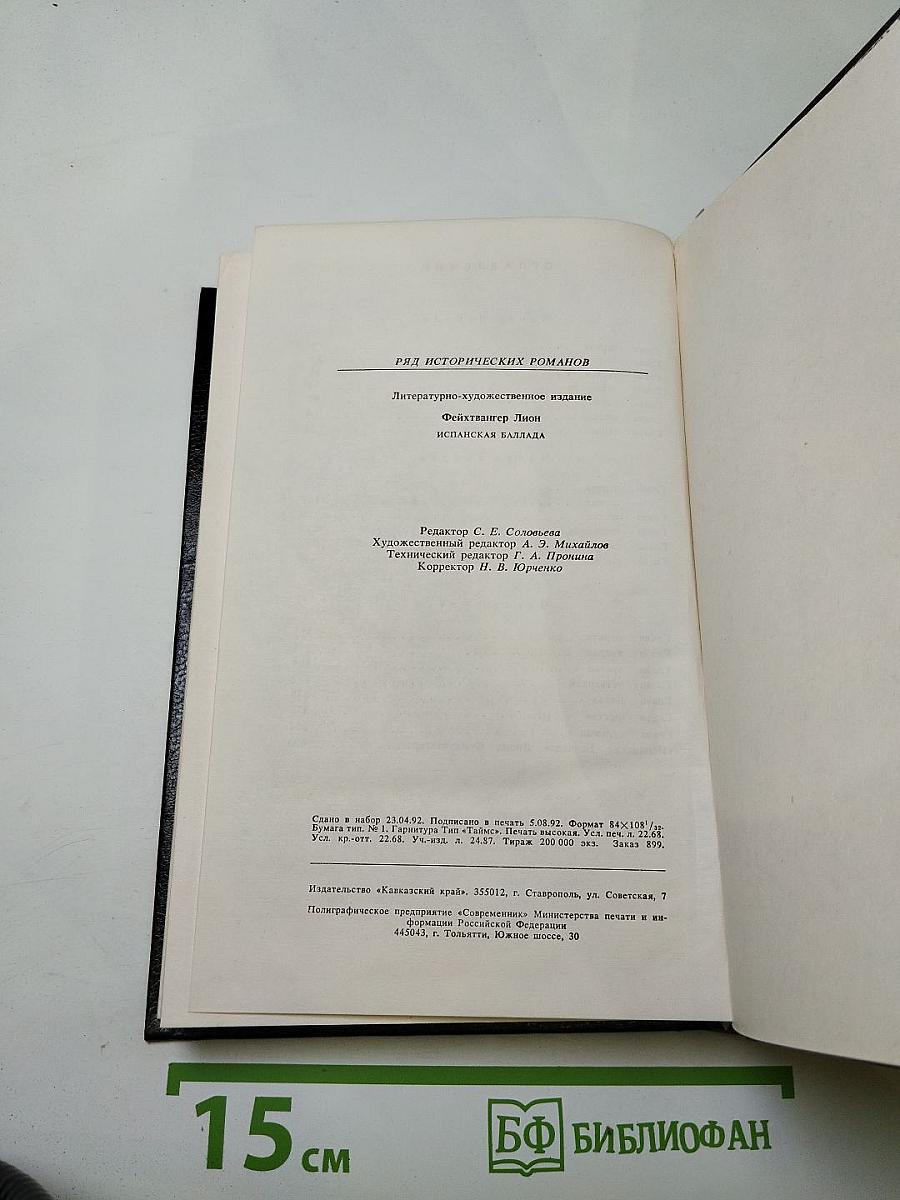 РЯД ИСТОРИЧЕСКИХ РОМАНОВ
Литературно-художественное издание
Фейхтвангер Лион
ИСПАНСКАЯ БАЛЛАДА
Редактор С. Е. Соловьева
Художественный редактор А. Э. Михайлов
Технический редактор Г. А. Пронина
Корректор Н. В. Юрченко
Сдано в набор 23.04.92. Подписано в печать 5.08.92. Формат 84×108¹/₃₂.
Бумага тип. № 1. Гарнитура Тип «Таймс». Печать высокая. Усл. печ. л. 22.68.
Усл. кр.-отт. 22.68. Уч.-изд. л. 24.87. Тираж 200 000 экз. Заказ 899.
Издательство «Кавказский край». 355012, г. Ставрополь, ул. Советская, 7
Полиграфическое предприятие «Современник» Министерства печати и ин-
формации Российской Федерации
445043, г. Тольятти, Южное шоссе, 30
15 см
БФ БИБЛИОФАН